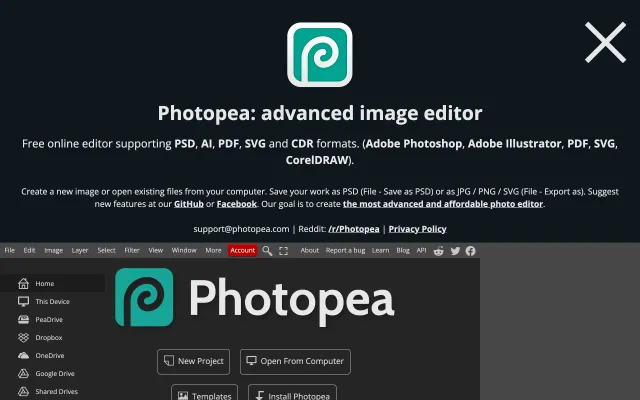 Photopea: advanced image editor
Free online editor supporting PSD, AI, PDF, SVG and CDR formats. (Adobe Photoshop, Adobe Illustrator, PDF, SVG,
CorelDRAW).
Create a new image or open existing files from your computer. Save your work as PSD (File - Save as PSD) or as JPG / PNG / SVG (File - Export as). Suggest
new features at our GitHub or Facebook. Our goal is to create the most advanced and affordable photo editor.
support@photopea.com | Reddit: /r/Photopea | Privacy Policy
File Edit Image Layer Select Filter View Window More Account About Report a bug Learn Blog API
Home
This Device
PeaDrive
Dropbox
OneDrive
Google Drive
Shared Drives
Photopea
New Project Open From Computer
Templates Install Photopea